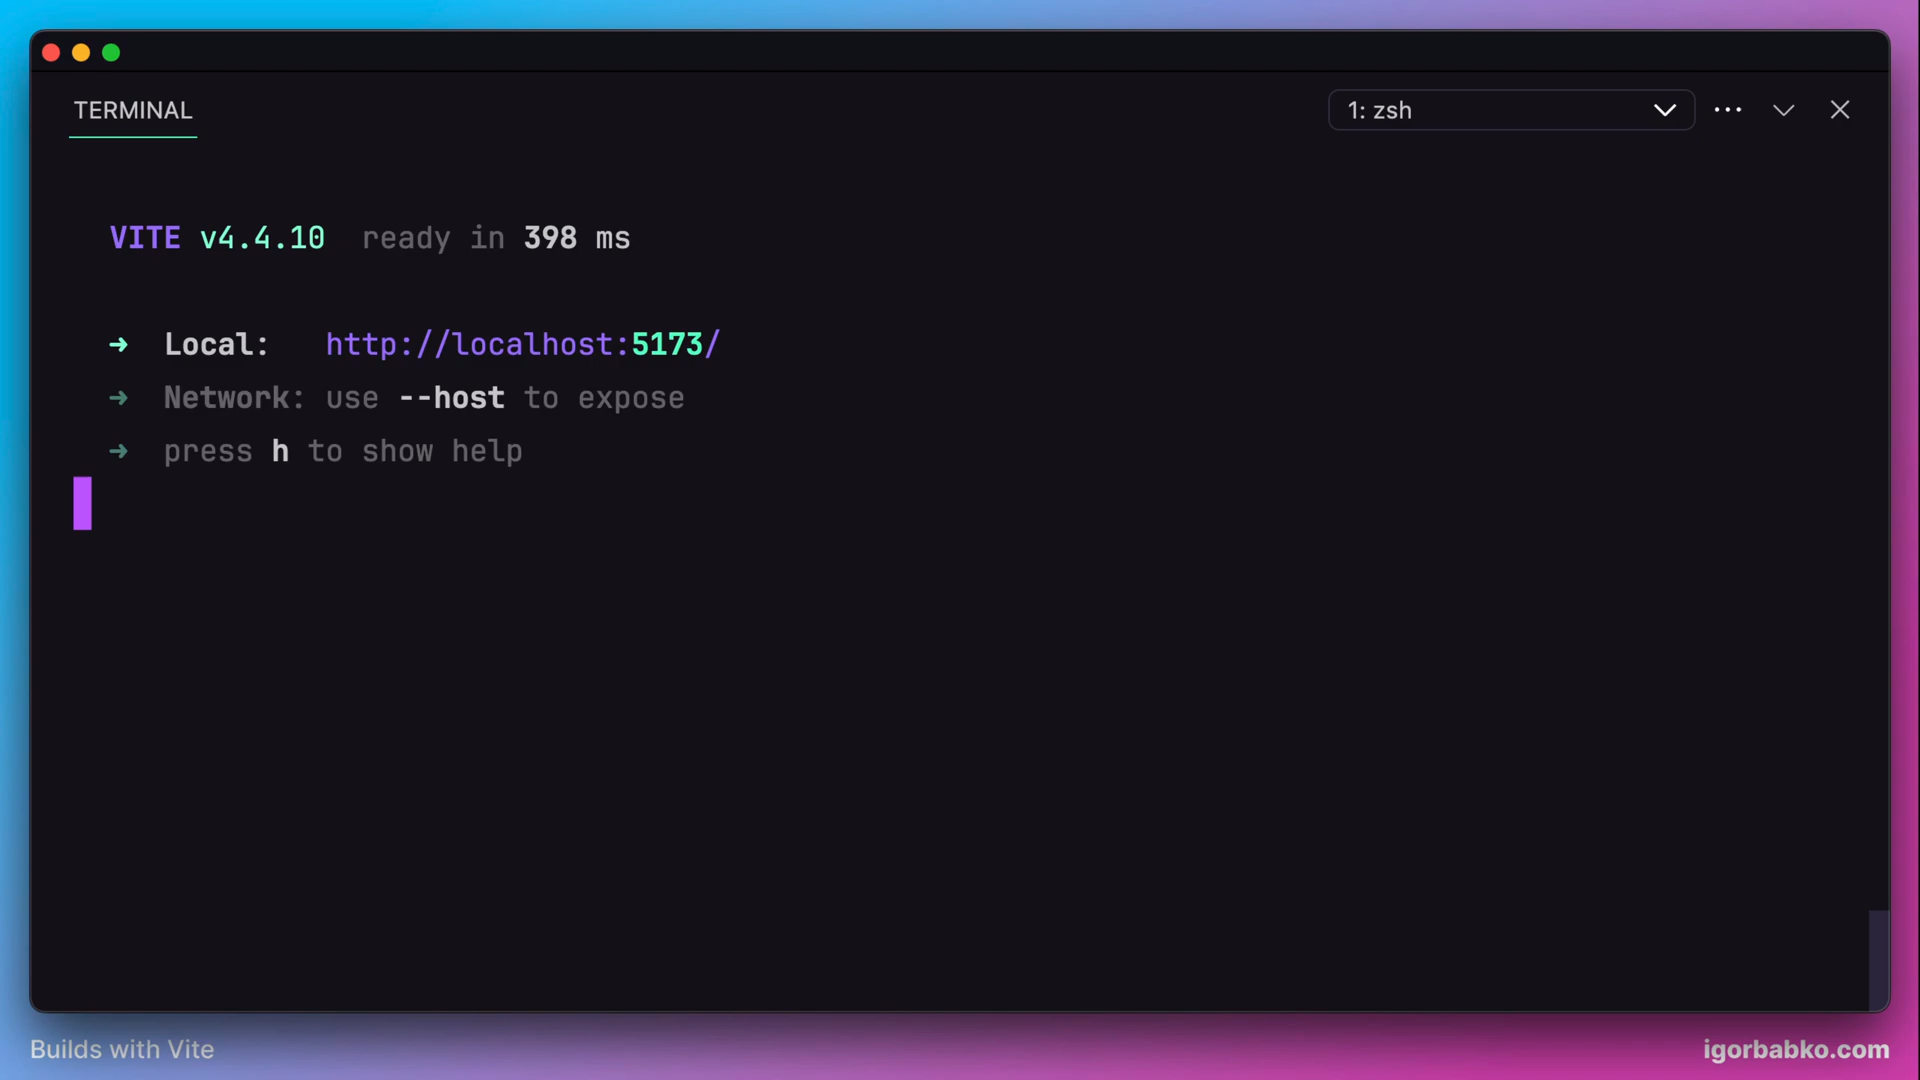 TERMINAL
1: zsh
VITE v4.4.10 ready in 398 ms
➜ Local: http://localhost:5173/
➜ Network: use --host to expose
➜ press h to show help
Builds with Vite
igorbabko.com